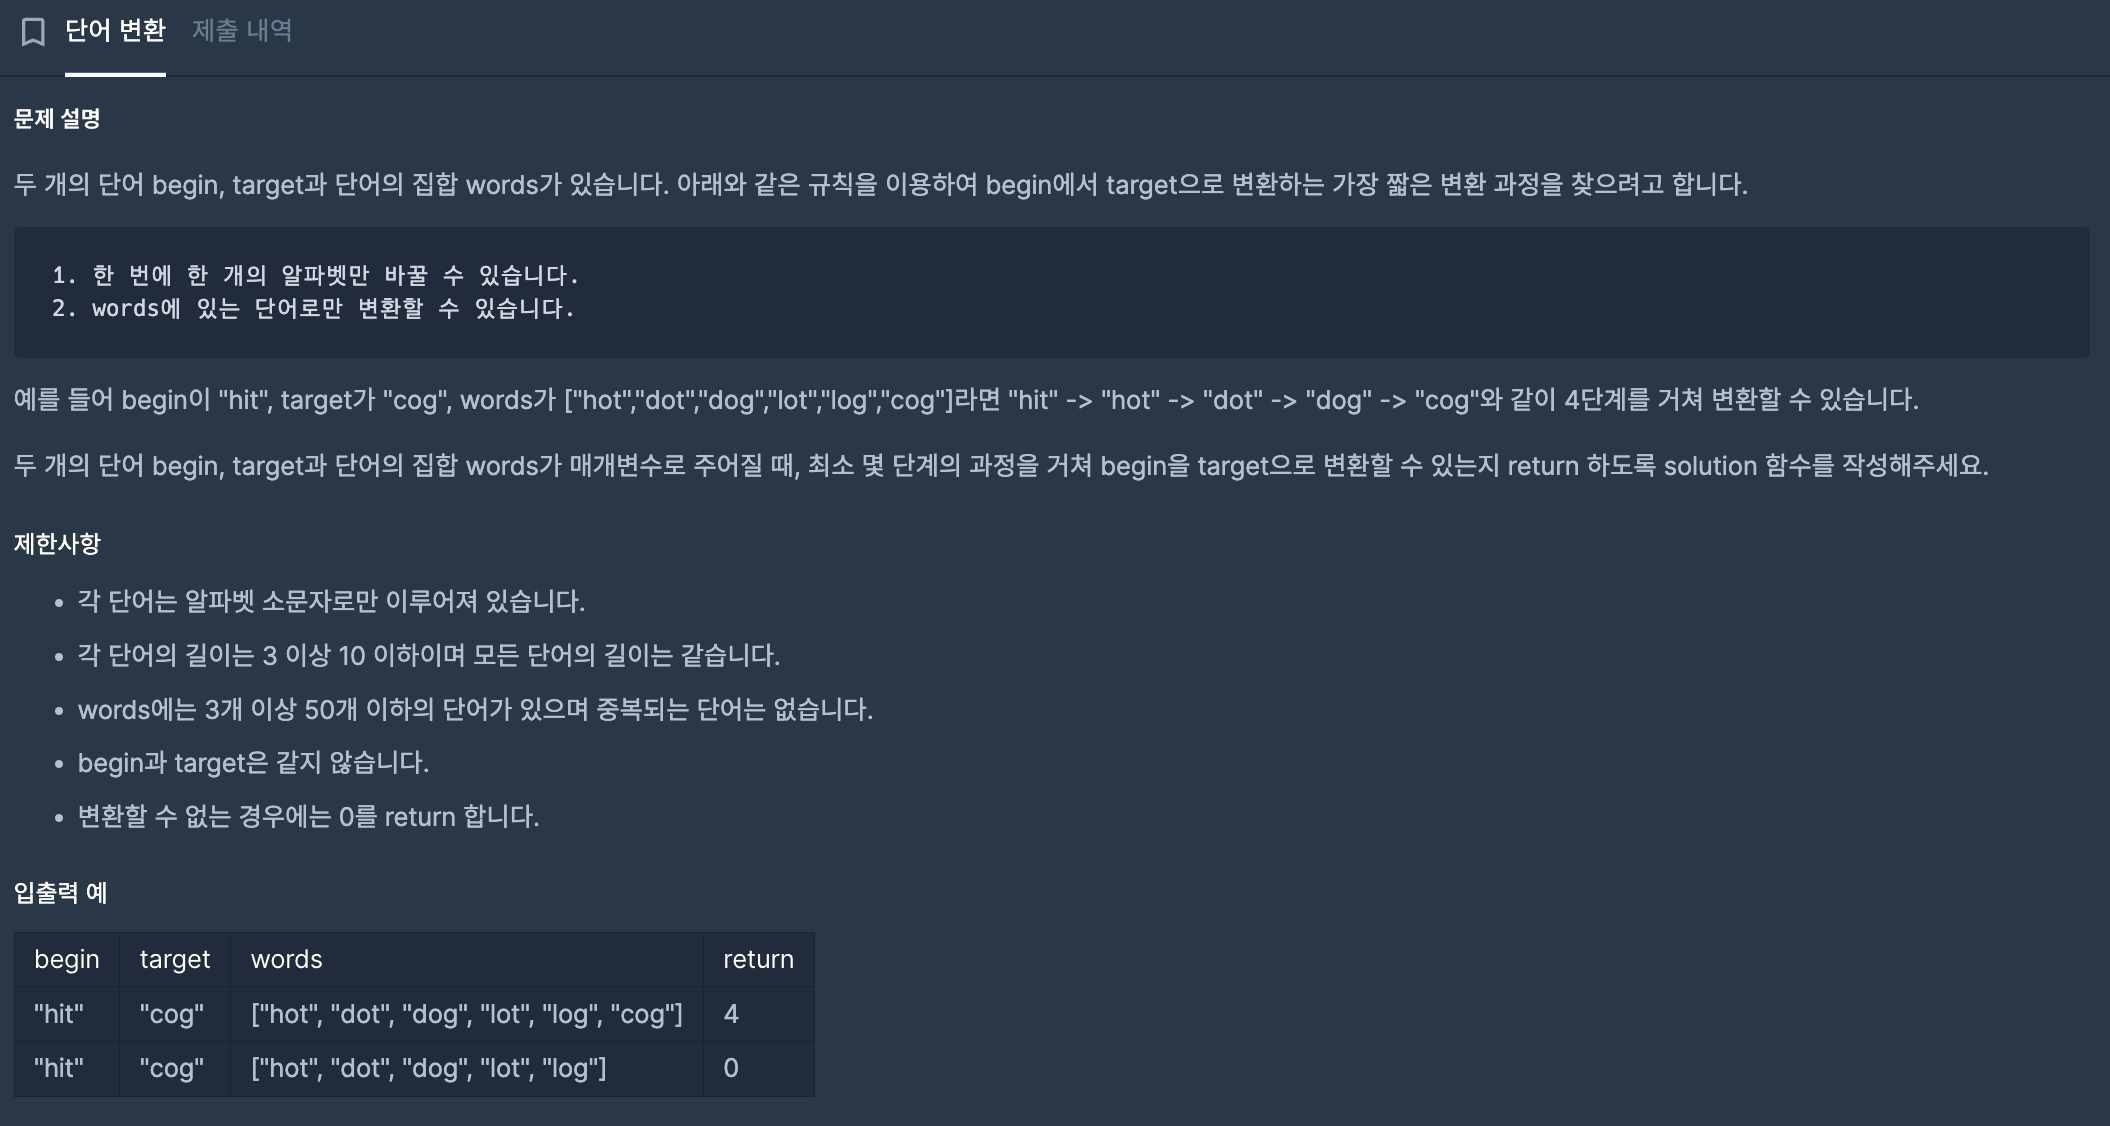 단어 변환 제출 내역
문제 설명
두 개의 단어 begin, target과 단어의 집합 words가 있습니다. 아래와 같은 규칙을 이용하여 begin에서 target으로 변환하는 가장 짧은 변환 과정을 찾으려고 합니다.
1. 한 번에 한 개의 알파벳만 바꿀 수 있습니다.
2. words에 있는 단어로만 변환할 수 있습니다.
예를 들어 begin이 "hit", target가 "cog", words가 ["hot","dot","dog","lot","log","cog"]라면 "hit" -> "hot" -> "dot" -> "dog" -> "cog"와 같이 4단계를 거쳐 변환할 수 있습니다.
두 개의 단어 begin, target과 단어의 집합 words가 매개변수로 주어질 때, 최소 몇 단계의 과정을 거쳐 begin을 target으로 변환할 수 있는지 return 하도록 solution 함수를 작성해주세요.
제한사항
• 각 단어는 알파벳 소문자로만 이루어져 있습니다.
• 각 단어의 길이는 3 이상 10 이하이며 모든 단어의 길이는 같습니다.
• words에는 3개 이상 50개 이하의 단어가 있으며 중복되는 단어는 없습니다.
• begin과 target은 같지 않습니다.
• 변환할 수 없는 경우에는 0를 return 합니다.
입출력 예
begin target words return
"hit" "cog" ["hot", "dot", "dog", "lot", "log", "cog"] 4
"hit" "cog" ["hot", "dot", "dog", "lot", "log"] 0